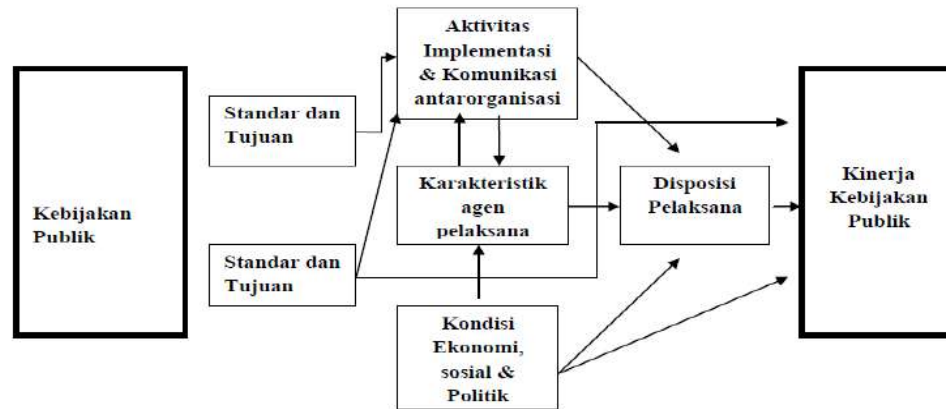 Kebijakan
Publik
Standar dan
Tujuan
Standar dan
Tujuan
Aktivitas
Implementasi
& Komunikasi
antarorganisasi
Karakteristik
agen
pelaksana
Kondisi
Ekonomi,
sosial &
Politik
Disposisi
Pelaksana
Kinerja
Kebijakan
Publik